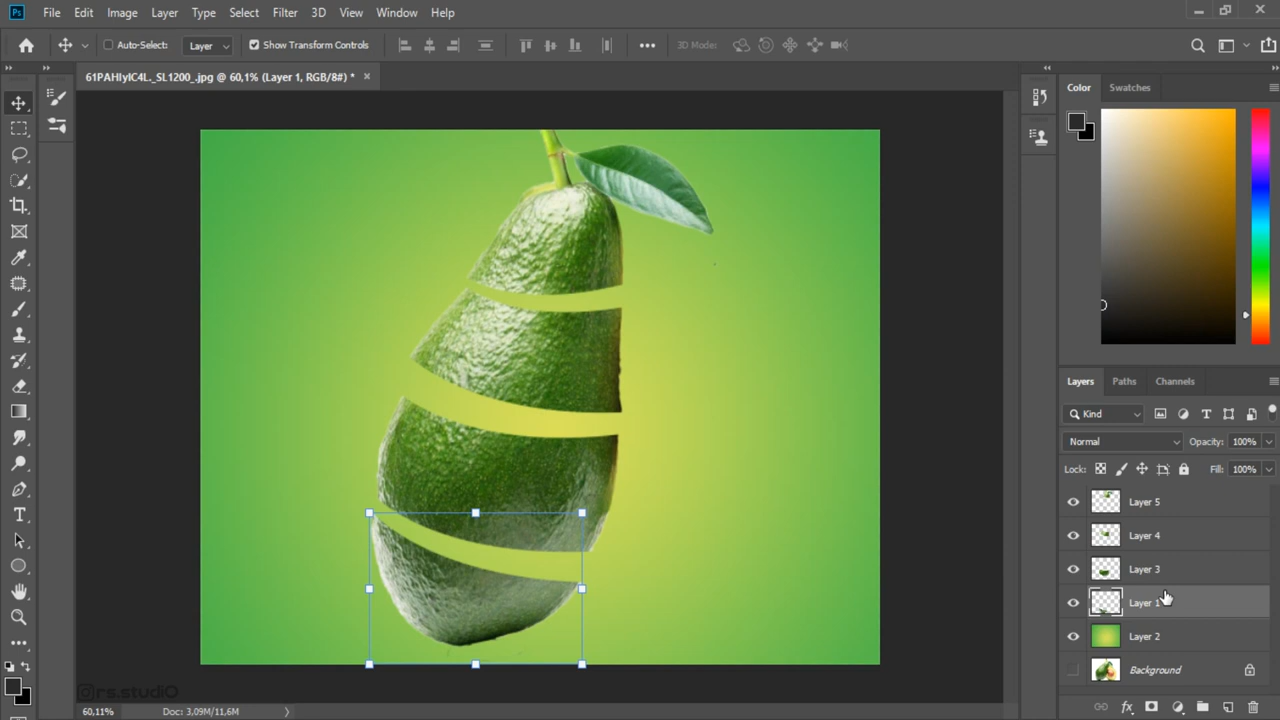 Ps File Edit Image Layer Type Select Filter 3D View Window Help
Auto-Select: Layer Show Transform Controls 3D Mode:
61PAHIyIC4L._SL1200_.jpg @ 60,1% (Layer 1, RGB/8#) *
Color Swatches
Layers Paths Channels
Kind
Normal Opacity: 100%
Lock: Fill: 100%
Layer 5
Layer 4
Layer 3
Layer 1
Layer 2
Background
rs.studiO
60,11% Doc: 3,09M/11,6M